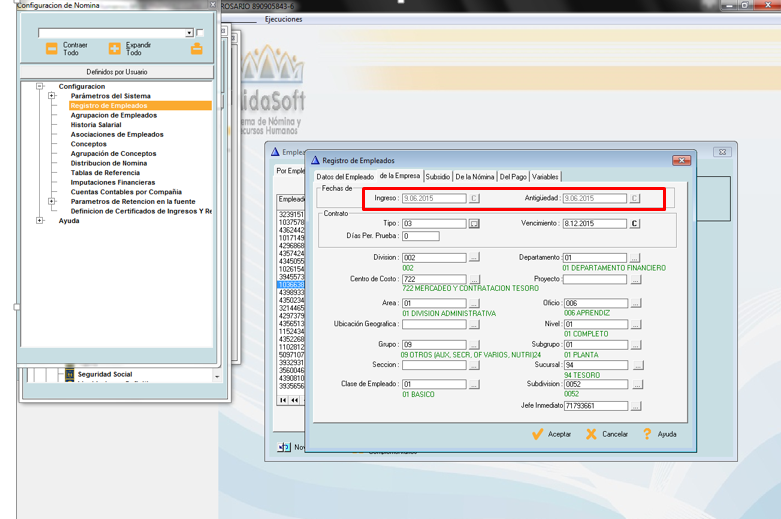 Configuracion de Nomina
ROSARIO 890905843-6
Ejecuciones
Contraer Todo
Expandir Todo
Definidos por Usuario
Configuracion
Parámetros del Sistema
Registro de Empleados
Agrupacion de Empleados
Historia Salarial
Asociaciones de Empleados
Conceptos
Agrupación de Conceptos
Distribucion de Nomina
Tablas de Referencia
Imputaciones Financieras
Cuentas Contables por Compañia
Parametros de Retencion en la fuente
Definicion de Certificados de Ingresos Y Re
Ayuda
Seguridad Social
idaSoft
ema de Nómina y
ecursos Humanos
Emplea
Por Emple
Emplead
3239151
1037578
4362442
1017149
4296868
4357424
4345055
1026154
3945573
1036638
4398933
4350234
3214465
4297379
4356513
1152434
4352268
1102812
5097107
3932931
3560046
4390810
3935656
Nov
Registro de Empleados
Datos del Empleado de la Empresa Subsidio De la Nómina Del Pago Variables
Fechas de
Ingreso : 9.06.2015 C Antigüedad : 9.06.2015 C
Contrato
Tipo : 03 ... Vencimiento : 8.12.2015 C
Días Per. Prueba : 0
Division : 002 ... Departamento : 01 ...
002 01 DEPARTAMENTO FINANCIERO
Centro de Costo : 722 ... Proyecto : ...
722 MERCADEO Y CONTRATACION TESORO
Area : 01 ... Oficio : 006 ...
01 DIVISION ADMINISTRATIVA 006 APRENDIZ
Ubicación Geografica : ... Nivel : 01 ...
01 COMPLETO
Grupo : 09 ... Subgrupo : 01 ...
09 OTROS (AUX, SECR, OF VARIOS, NUTRI)24 01 PLANTA
Seccion : ... Sucursal : 94 ...
94 TESORO
Clase de Empleado : 01 ... Subdivision : 0052 ...
01 BASICO 0052
Jefe Inmediato 71793661 ...
Aceptar Cancelar Ayuda